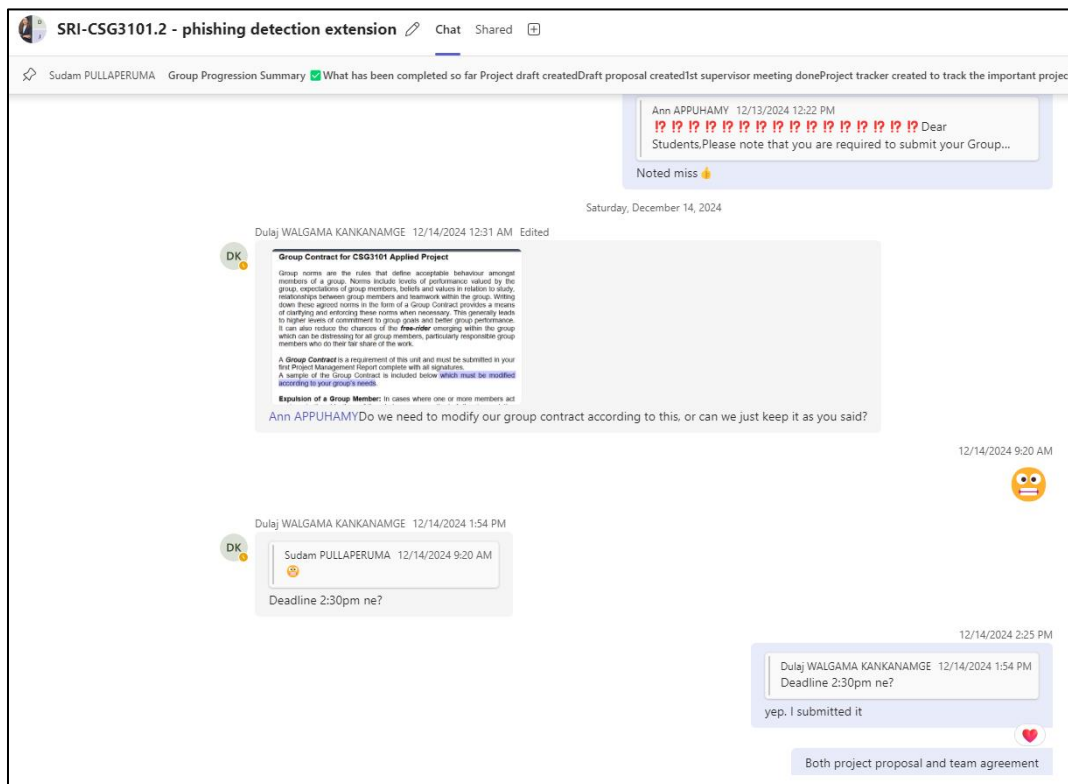 SRI-CSG3101.2 - phishing detection extension Chat Shared
Sudam PULLAPERUMA Group Progression Summary ✅What has been completed so far Project draft createdDraft proposal created1st supervisor meeting doneProject tracker created to track the important projec
Ann APPUHAMY 12/13/2024 12:22 PM
⁉️ ⁉️ ⁉️ ⁉️ ⁉️ ⁉️ ⁉️ ⁉️ ⁉️ ⁉️ ⁉️ ⁉️ ⁉️ ⁉️ ⁉️ ⁉️ Dear
Students,Please note that you are required to submit your Group...
Noted miss 👍
Saturday, December 14, 2024
Dulaj WALGAMA KANKANAMGE 12/14/2024 12:31 AM Edited
DK
Group Contract for CSG3101 Applied Project
Group norms are the rules that define acceptable behaviour amongst
members of a group. Norms include levels of performance valued by the
group, expectations of group members, beliefs and values in relation to study,
relationships between group members and teamwork within the group. Writing
down these agreed norms in the form of a Group Contract provides a means
of clarifying and enforcing these norms when necessary. This generally leads
to higher levels of commitment to group goals and better group performance.
It can also reduce the chances of the free-rider emerging within the group
which can be distressing for all group members, particularly responsible group
members who do their fair share of the work.
A Group Contract is a requirement of this unit and must be submitted in your
first Project Management Report complete with all signatures.
A sample of the Group Contract is included below which must be modified
according to your group's needs.
Expulsion of a Group Member: In cases where one or more members act
Ann APPUHAMYDo we need to modify our group contract according to this, or can we just keep it as you said?
12/14/2024 9:20 AM
😬
Dulaj WALGAMA KANKANAMGE 12/14/2024 1:54 PM
DK
Sudam PULLAPERUMA 12/14/2024 9:20 AM
😬
Deadline 2:30pm ne?
12/14/2024 2:25 PM
Dulaj WALGAMA KANKANAMGE 12/14/2024 1:54 PM
Deadline 2:30pm ne?
yep. I submitted it
❤️
Both project proposal and team agreement